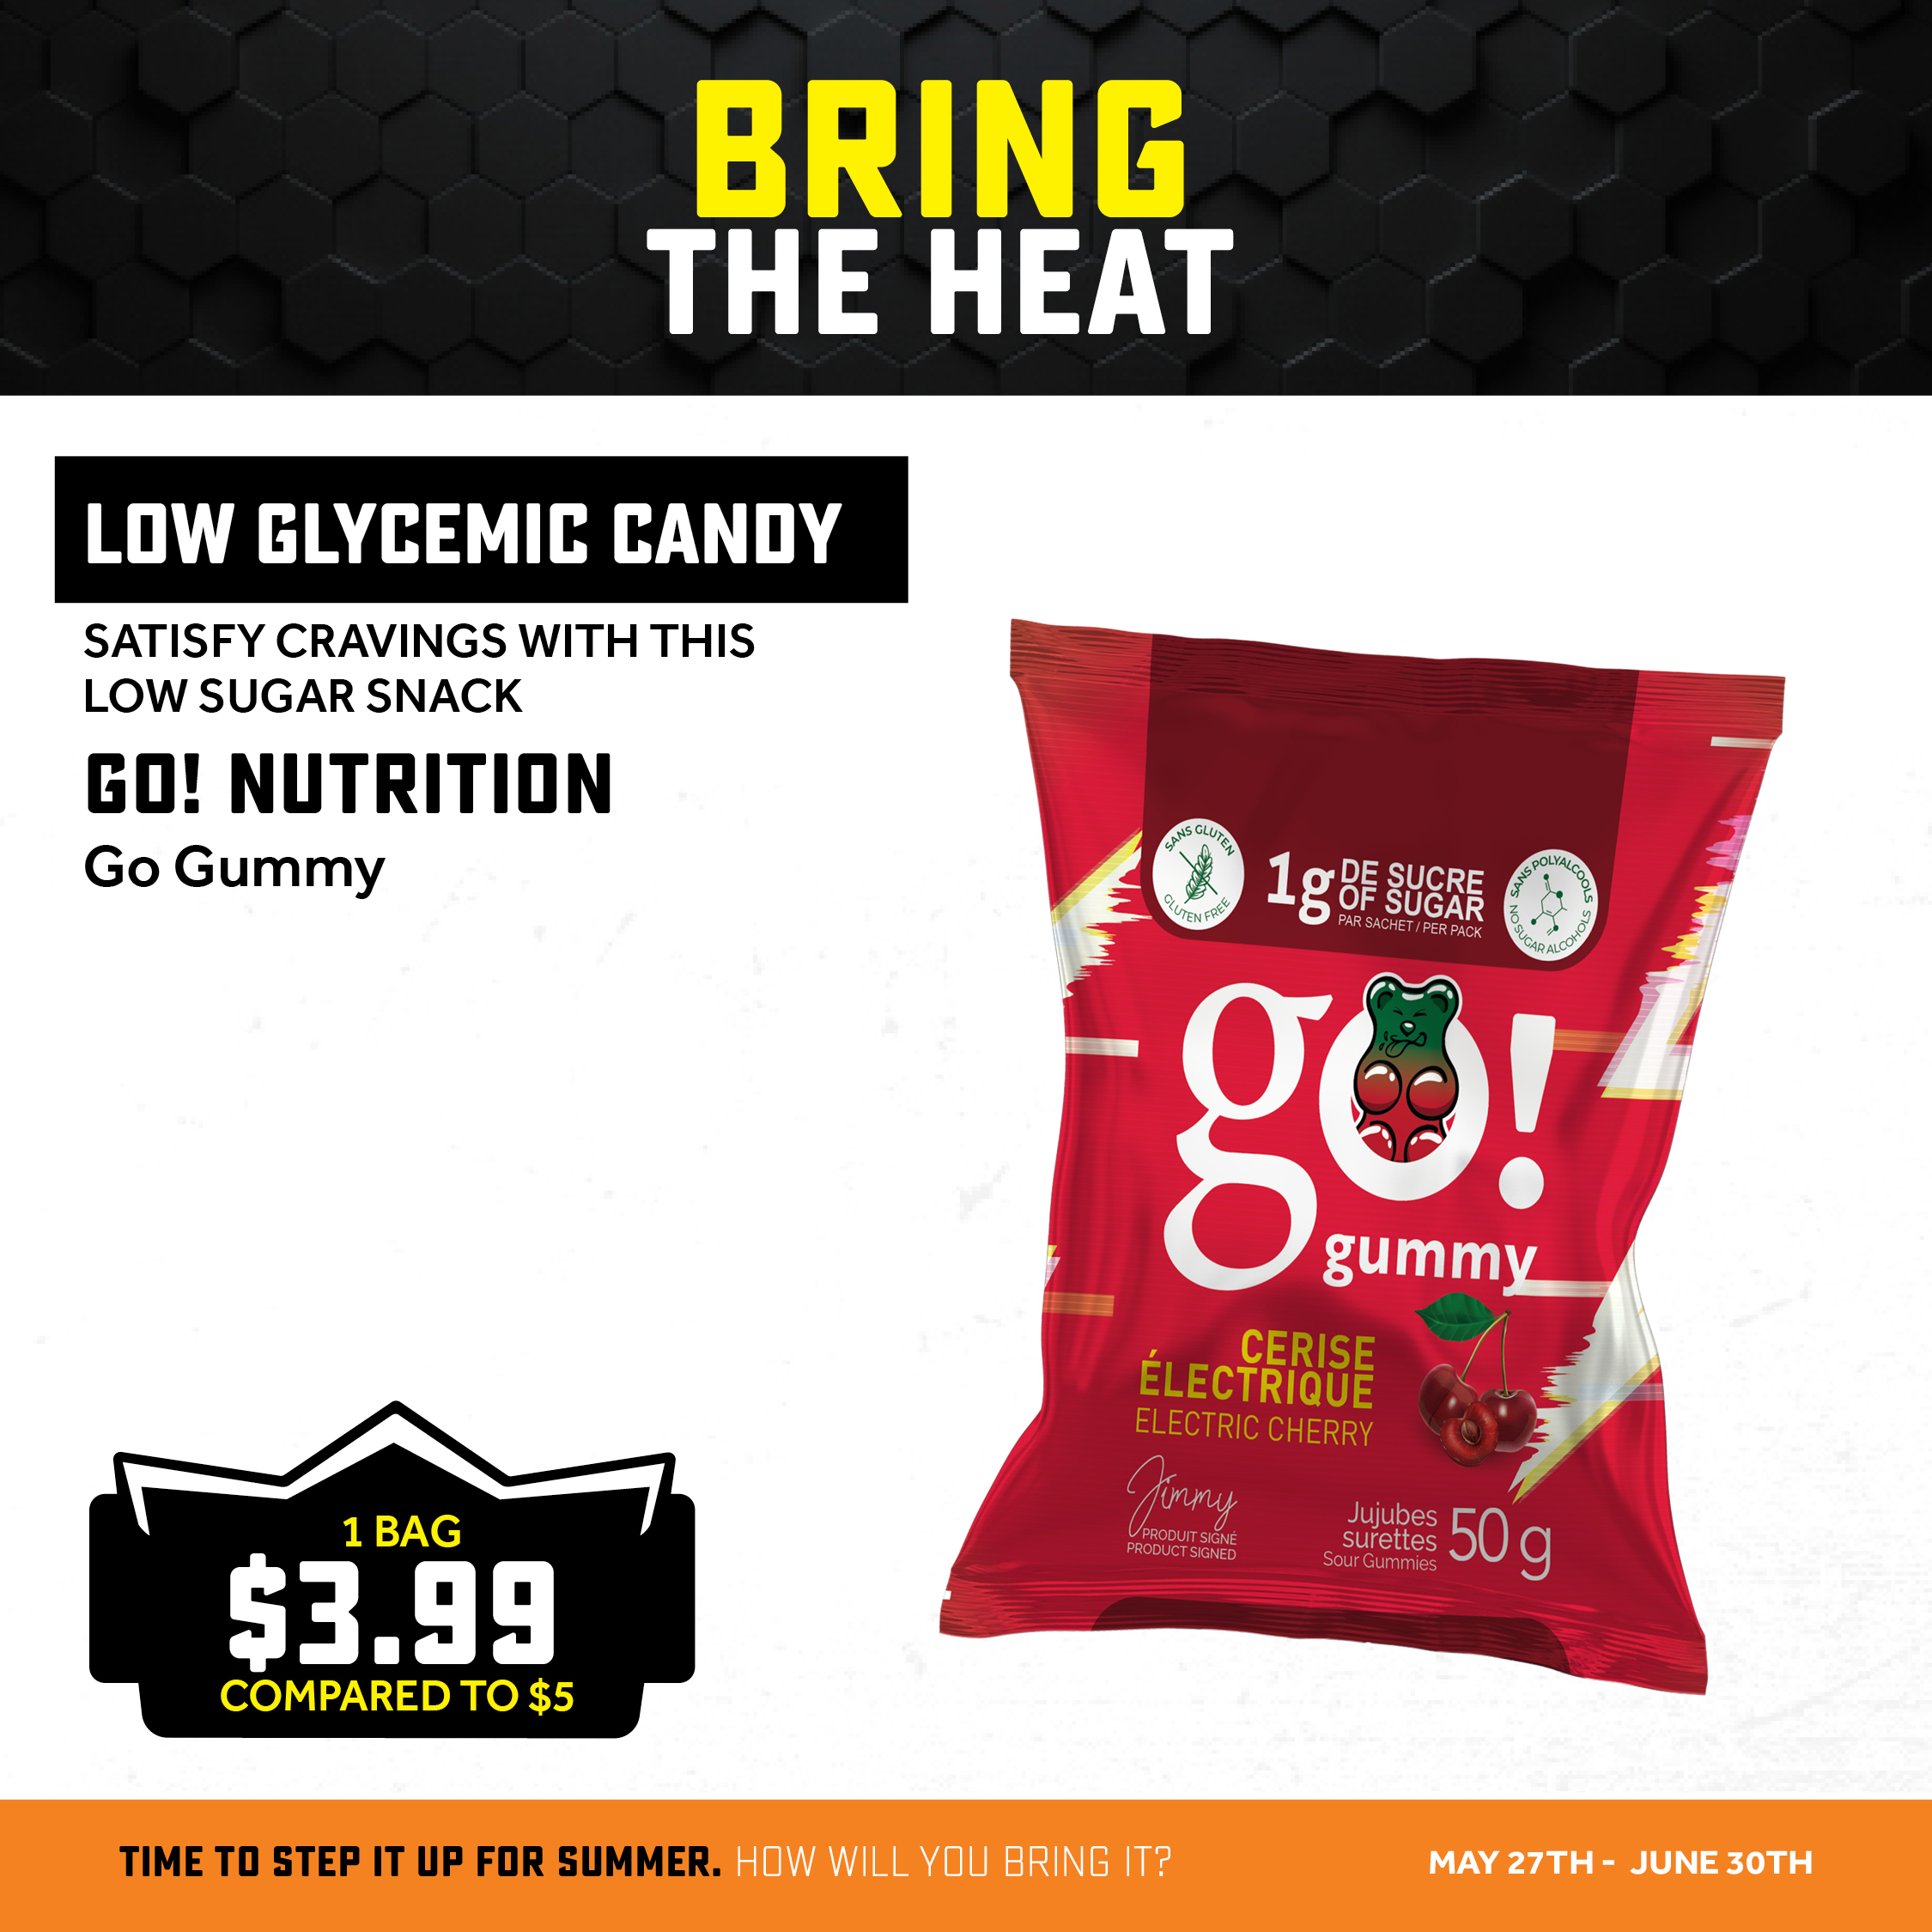 BRING
THE HEAT
LOW GLYCEMIC CANDY
SATISFY CRAVINGS WITH THIS
LOW SUGAR SNACK
GO! NUTRITION
Go Gummy
SANS GLUTEN
GLUTEN FREE
1g DE SUCRE
OF SUGAR
PAR SACHET / PER PACK
SANS POLYALCOOLS
NO SUGAR ALCOHOLS
go!
gummy
CERISE
ÉLECTRIQUE
ELECTRIC CHERRY
Jimmy
PRODUIT SIGNÉ
PRODUCT SIGNED
Jujubes
surettes
Sour Gummies
50 g
1 BAG
$3.99
COMPARED TO $5
TIME TO STEP IT UP FOR SUMMER. HOW WILL YOU BRING IT?
MAY 27TH - JUNE 30TH